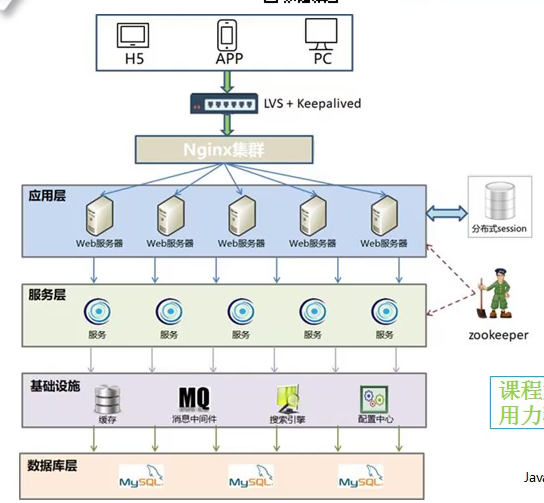 H5 APP PC
LVS + Keepalived
Nginx集群
应用层
Web服务器 Web服务器 Web服务器 Web服务器 Web服务器
分布式session
服务层
服务 服务 服务 服务 服务
zookeeper
基础设施
MQ
缓存 消息中间件 搜索引擎 配置中心
课程
用力
数据库层
MySQL MySQL MySQL
Java